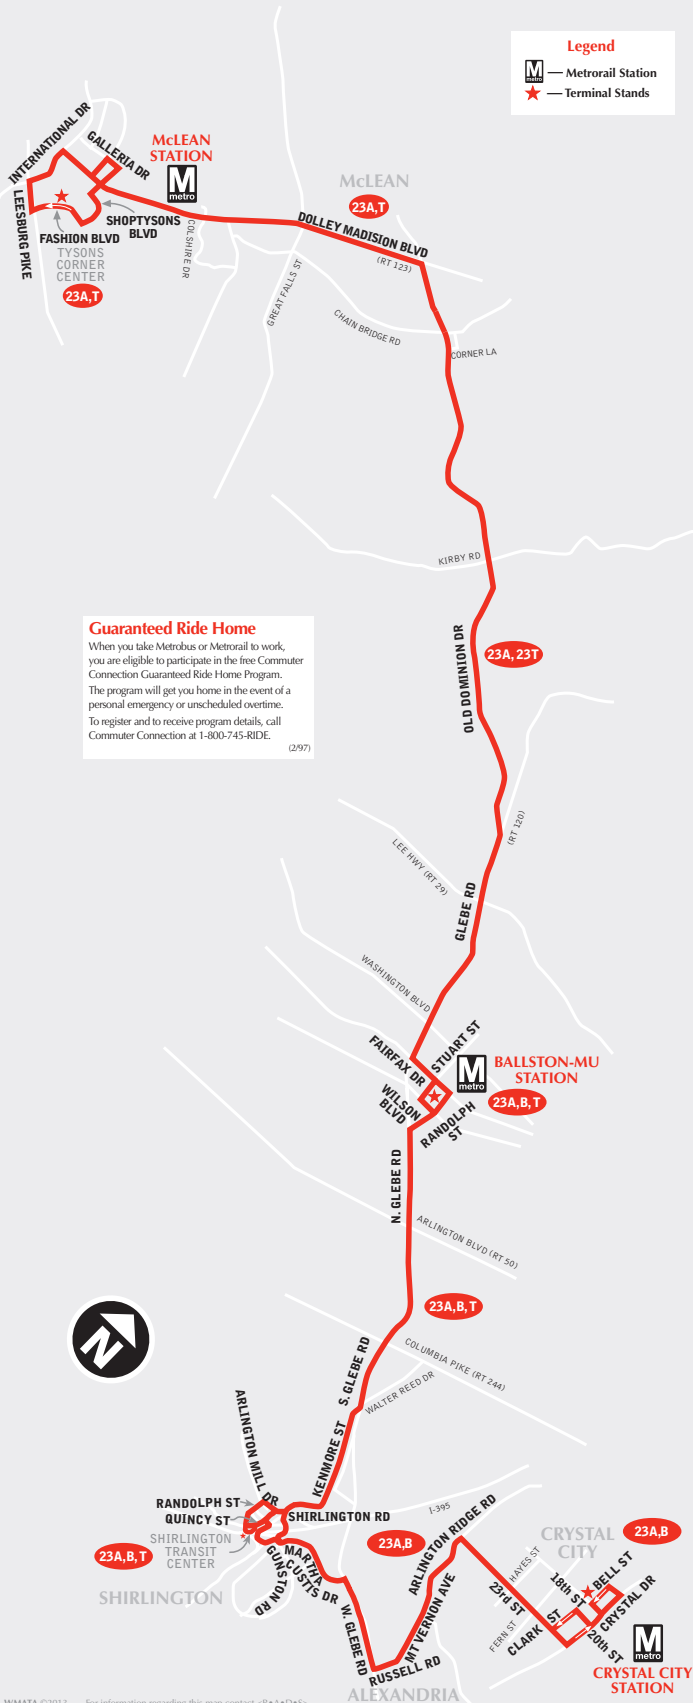 Legend
M
metro
— Metrorail Station
— Terminal Stands
INTERNATIONAL DR
GALLERIA DR
McLEAN
STATION
M
metro
LEESBURG PIKE
SHOPTYSONS
BLVD
FASHION BLVD
TYSONS
CORNER
CENTER
23A,T
COLSHIRE DR
McLEAN
23A,T
DOLLEY MADISION BLVD
(RT 123)
GREAT FALLS ST
CHAIN BRIDGE RD
CORNER LA
KIRBY RD
Guaranteed Ride Home
When you take Metrobus or Metrorail to work,
you are eligible to participate in the free Commuter
Connection Guaranteed Ride Home Program.
The program will get you home in the event of a
personal emergency or unscheduled overtime.
To register and to receive program details, call
Commuter Connection at 1-800-745-RIDE.
(2/97)
OLD DOMINION DR
23A, 23T
(RT 120)
LEE HWY (RT 29)
GLEBE RD
WASHINGTON BLVD
FAIRFAX DR
STUART ST
M
metro
BALLSTON-MU
STATION
23A,B,T
WILSON
BLVD
RANDOLPH
ST
N. GLEBE RD
ARLINGTON BLVD (RT 50)
23A,B,T
N
S. GLEBE RD
COLUMBIA PIKE (RT 244)
WALTER REED DR
ARLINGTON MILL DR
KENMORE ST
RANDOLPH ST
QUINCY ST
SHIRLINGTON RD
SHIRLINGTON
TRANSIT
CENTER
23A,B,T
I-395
23A,B
ARLINGTON RIDGE RD
CRYSTAL
CITY
23A,B
SHIRLINGTON
GUNSTON RD
MARTHA
CUSTIS DR
W. GLEBE RD
MT VERNON AVE
RUSSELL RD
23rd ST
HAYES ST
FERN ST
18th ST
BELL ST
CLARK ST
CRYSTAL DR
20th ST
M
metro
CRYSTAL CITY
STATION
ALEXANDRIA